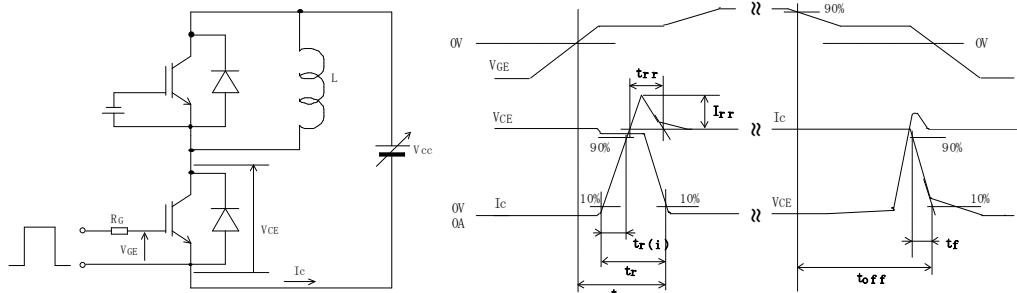 L
Vcc
RG
VGE
VCE
Ic
0V
VGE
trr
Irr
VCE
90%
Ic
10%
10%
0V
0A
tr(i)
tr
90%
0V
Ic
90%
VCE
10%
tf
toff